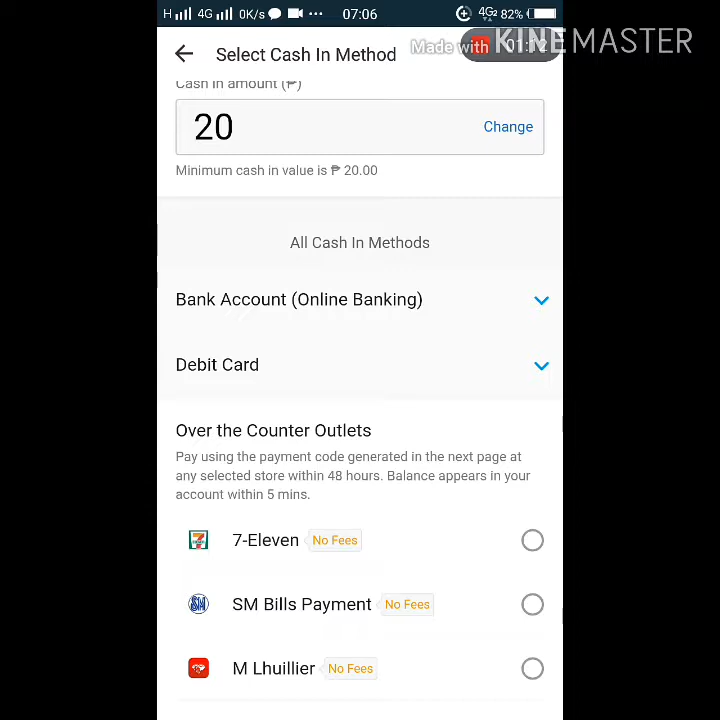 H 4G 0K/s ... 07:06 4G2 82%
Select Cash In Method
Made with KINEMASTER
01:12
Cash in amount (₱)
20 Change
Minimum cash in value is ₱ 20.00
All Cash In Methods
Bank Account (Online Banking)
Debit Card
Over the Counter Outlets
Pay using the payment code generated in the next page at
any selected store within 48 hours. Balance appears in your
account within 5 mins.
7-Eleven No Fees
SM Bills Payment No Fees
M Lhuillier No Fees